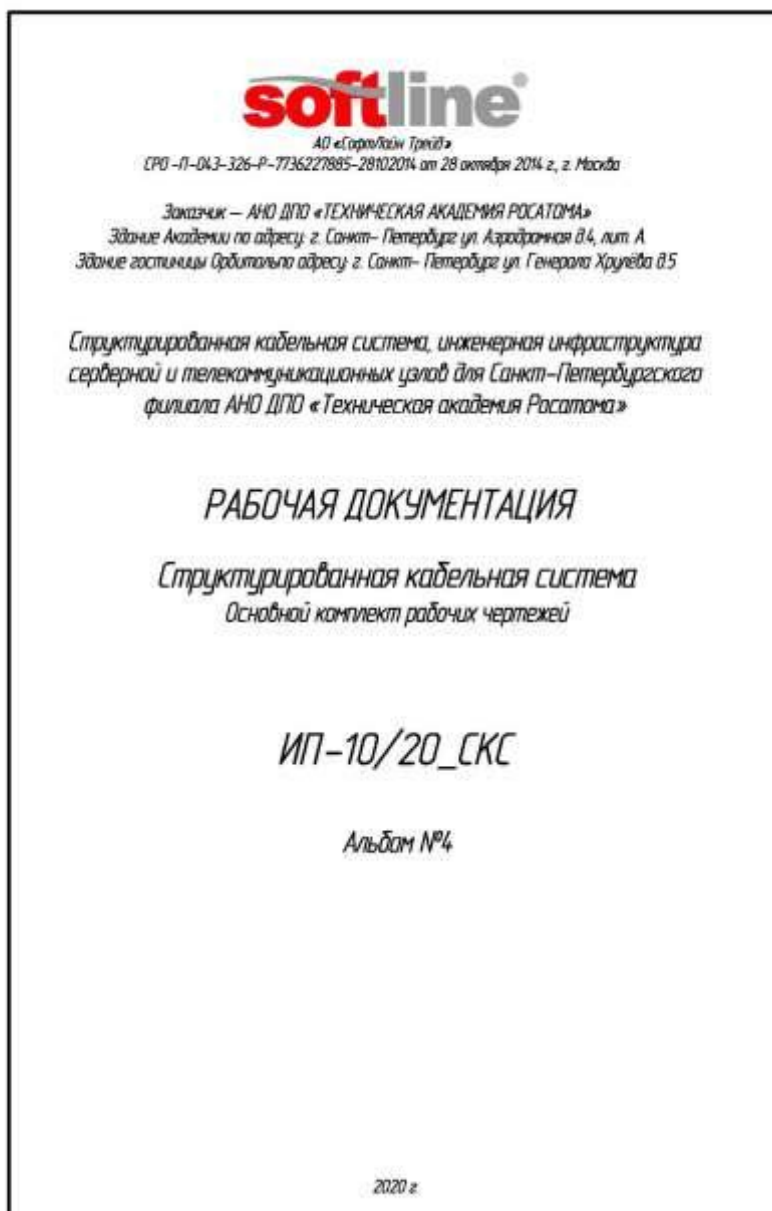 softline
АО «СофтЛайн Трейд»
СРО -П-043-326-Р-7736227885-28102014 от 28 октября 2014 г., г. Москва
Заказчик – АНО ДПО «ТЕХНИЧЕСКАЯ АКАДЕМИЯ РОСАТОМА»
Здание Академии по адресу: г. Санкт- Петербург ул. Аэродромная д.4, лит. А
Здание гостиницы Орбитальпо адресу: г. Санкт- Петербург ул. Генерала Хрулёва д.5
Структурированная кабельная система, инженерная инфраструктура
серверной и телекоммуникационных узлов для Санкт-Петербургского
филиала АНО ДПО «Техническая академия Росатома»
РАБОЧАЯ ДОКУМЕНТАЦИЯ
Структурированная кабельная система
Основной комплект рабочих чертежей
ИП-10/20_СКС
Альбом №4
2020 г.